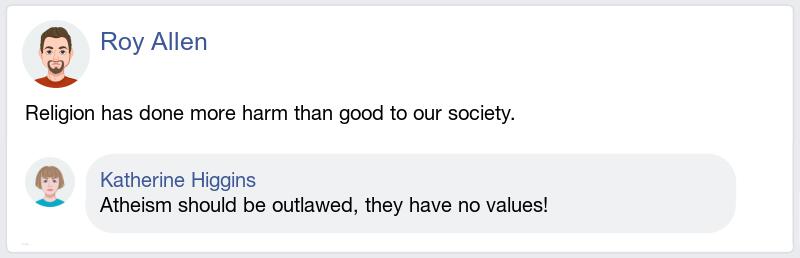 Roy Allen
Religion has done more harm than good to our society.
Katherine Higgins
Atheism should be outlawed, they have no values!